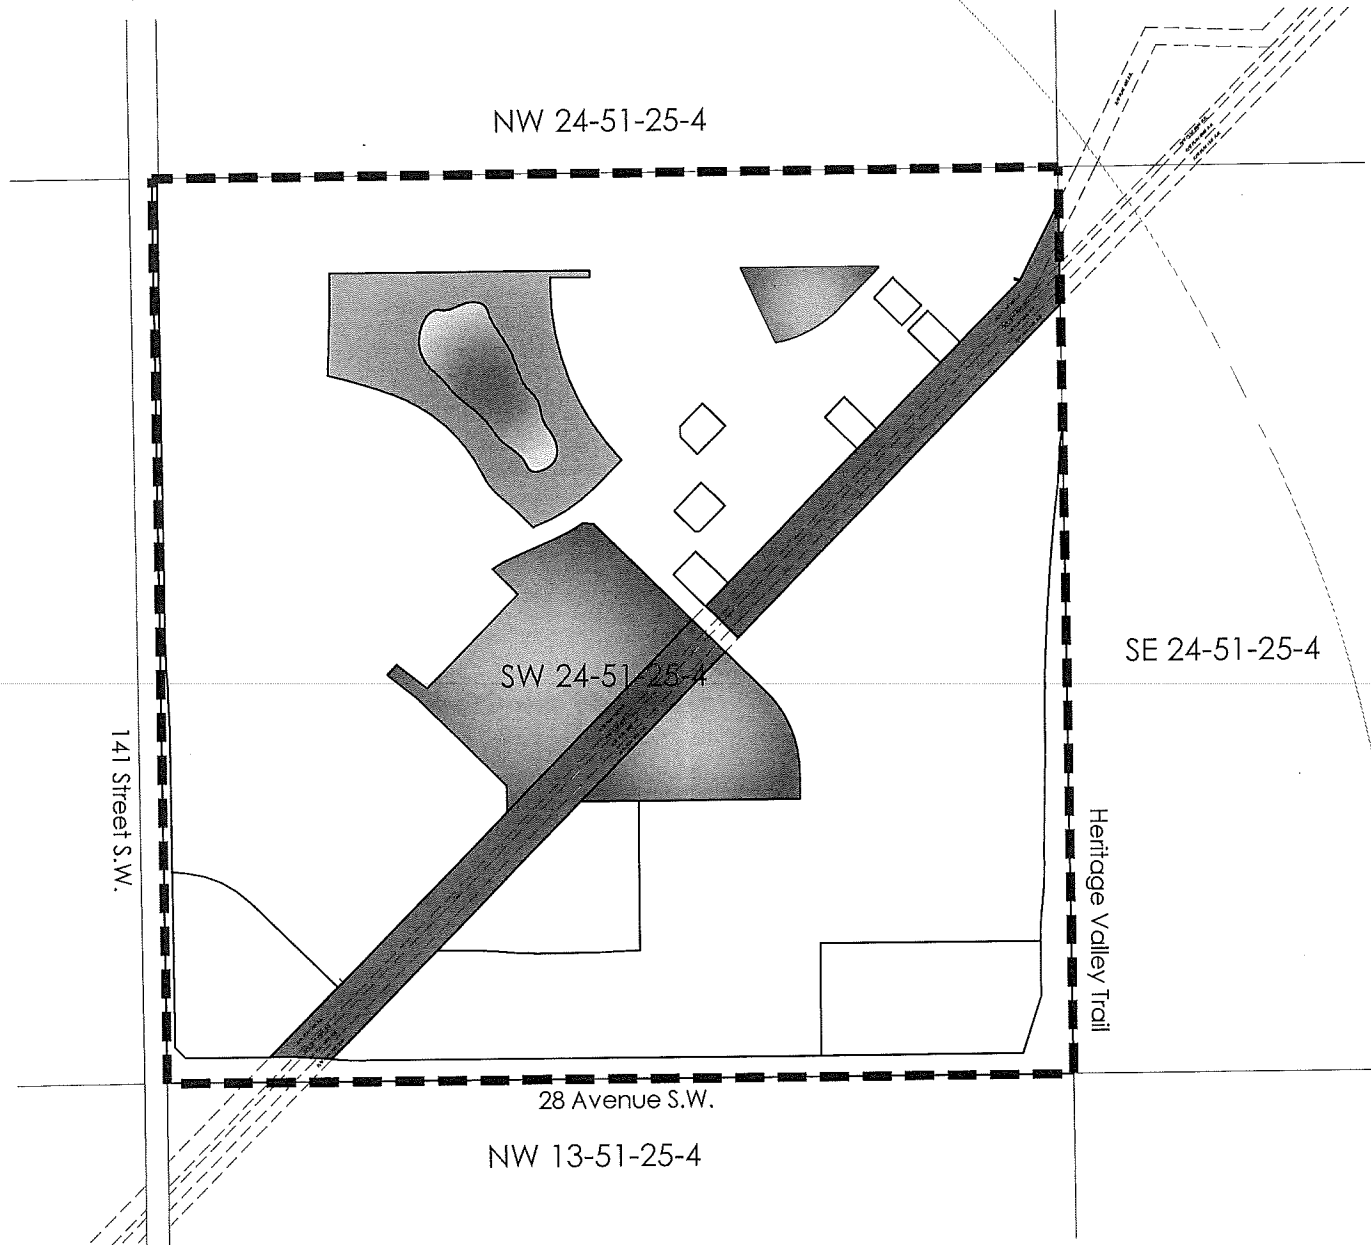 NW 24-51-25-4
SW 24-51-25-4
SE 24-51-25-4
141 Street S.W.
Heritage Valley Trail
28 Avenue S.W.
NW 13-51-25-4